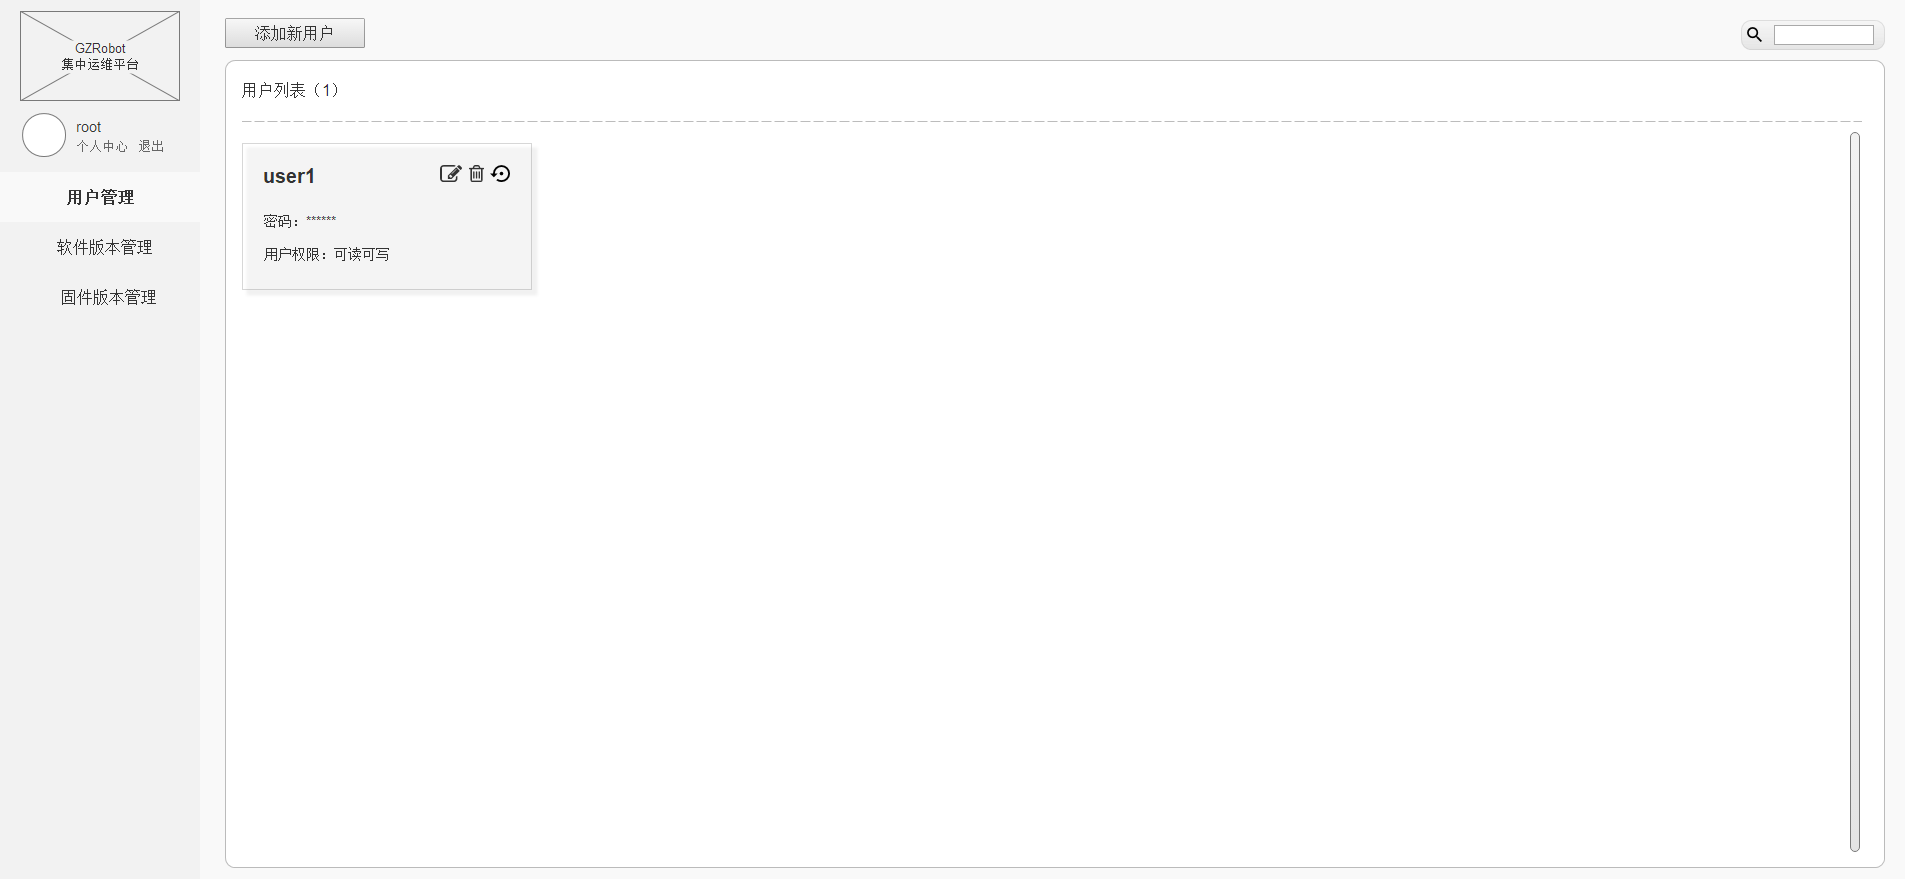 GZRobot
集中运维平台
root
个人中心 退出
用户管理
软件版本管理
固件版本管理
添加新用户
用户列表（1）
user1
密码：******
用户权限：可读可写